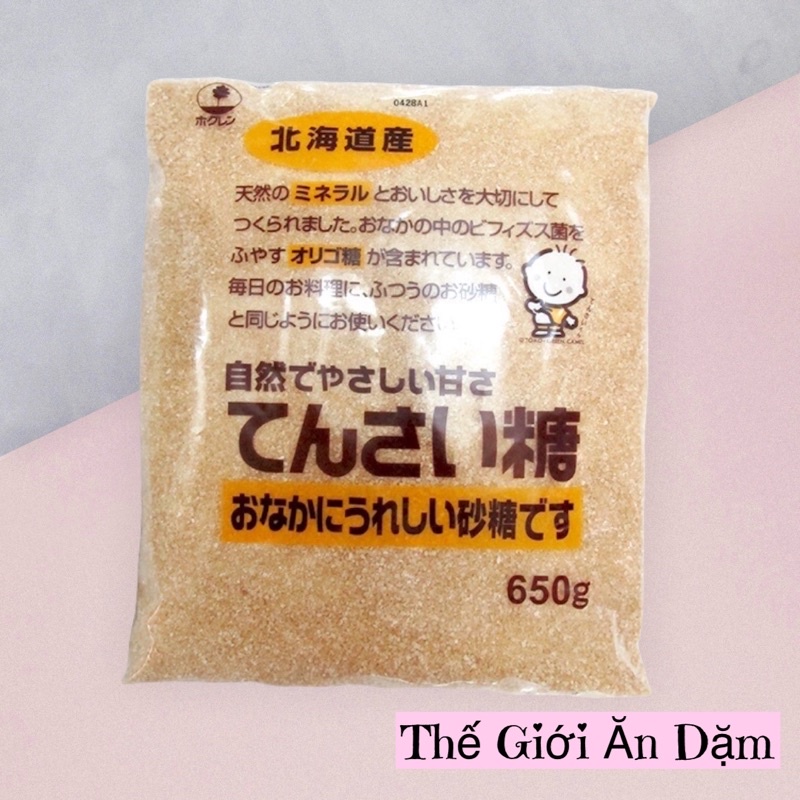 0428A1
ホクレン
北海道産
天然の ミネラル とおいしさを大切にして
つくられました。おなかの中のビフィズス菌を
ふやす オリゴ糖 が含まれています。
毎日のお料理に、ふつうのお砂糖
と同じようにお使いください
自然でやさしい甘さ
てんさい糖
おなかにうれしい砂糖です
650g
Thế Giới Ăn Dặm